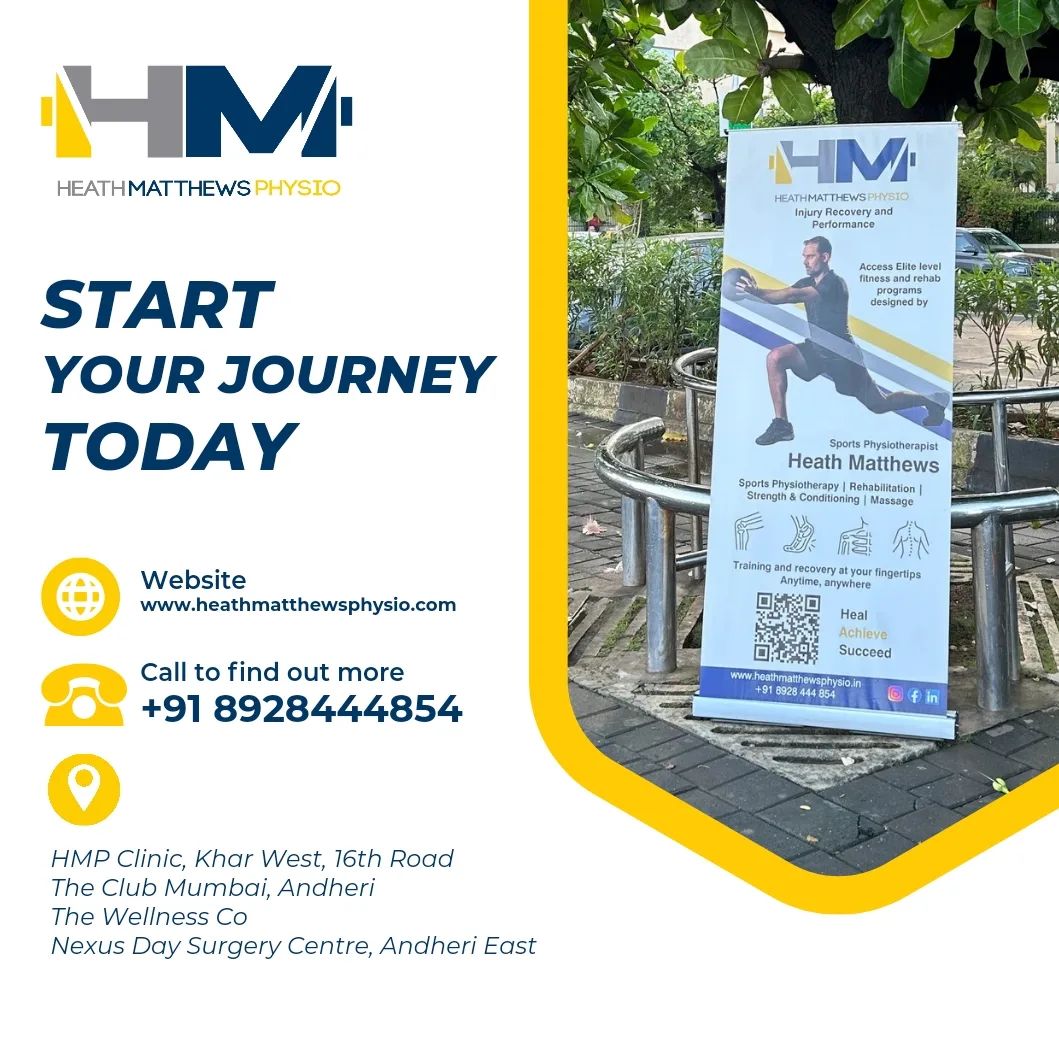 HM
HEATHMATTHEWSPHYSIO
START
YOUR JOURNEY
TODAY
Website
www.heathmatthewsphysio.com
Call to find out more
+91 8928444854
HMP Clinic, Khar West, 16th Road
The Club Mumbai, Andheri
The Wellness Co
Nexus Day Surgery Centre, Andheri East
HM
HEATHMATTHEWSPHYSIO
Injury Recovery and
Performance
Access Elite level
fitness and rehab
programs
designed by
Sports Physiotherapist
Heath Matthews
Sports Physiotherapy | Rehabilitation |
Strength & Conditioning | Massage
Training and recovery at your fingertips
Anytime, anywhere
Heal
Achieve
Succeed
www.heathmatthewsphysio.in
+91 8928 444 854